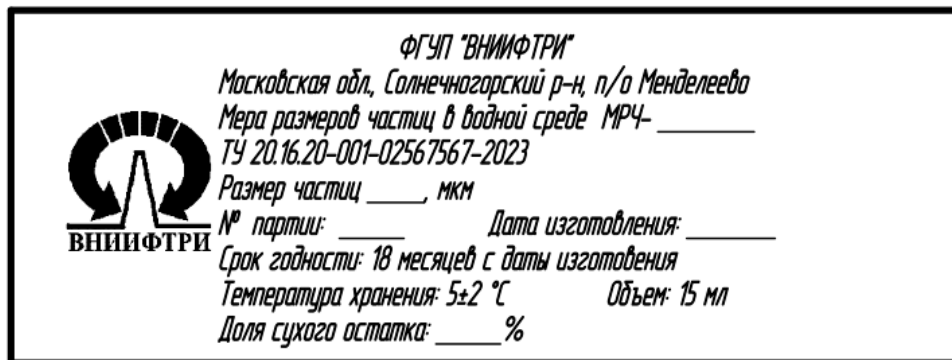 ФГУП "ВНИИФТРИ"
Московская обл., Солнечногорский р-н, п/о Менделеево
Мера размеров частиц в водной среде МРЧ- ________
ТУ 20.16.20-001-02567567-2023
Размер частиц _____, мкм
№ партии: _____ Дата изготовления: _______
ВНИИФТРИ
Срок годности: 18 месяцев с даты изготовения
Температура хранения: 5±2 °С Объем: 15 мл
Доля сухого остатка: _____%